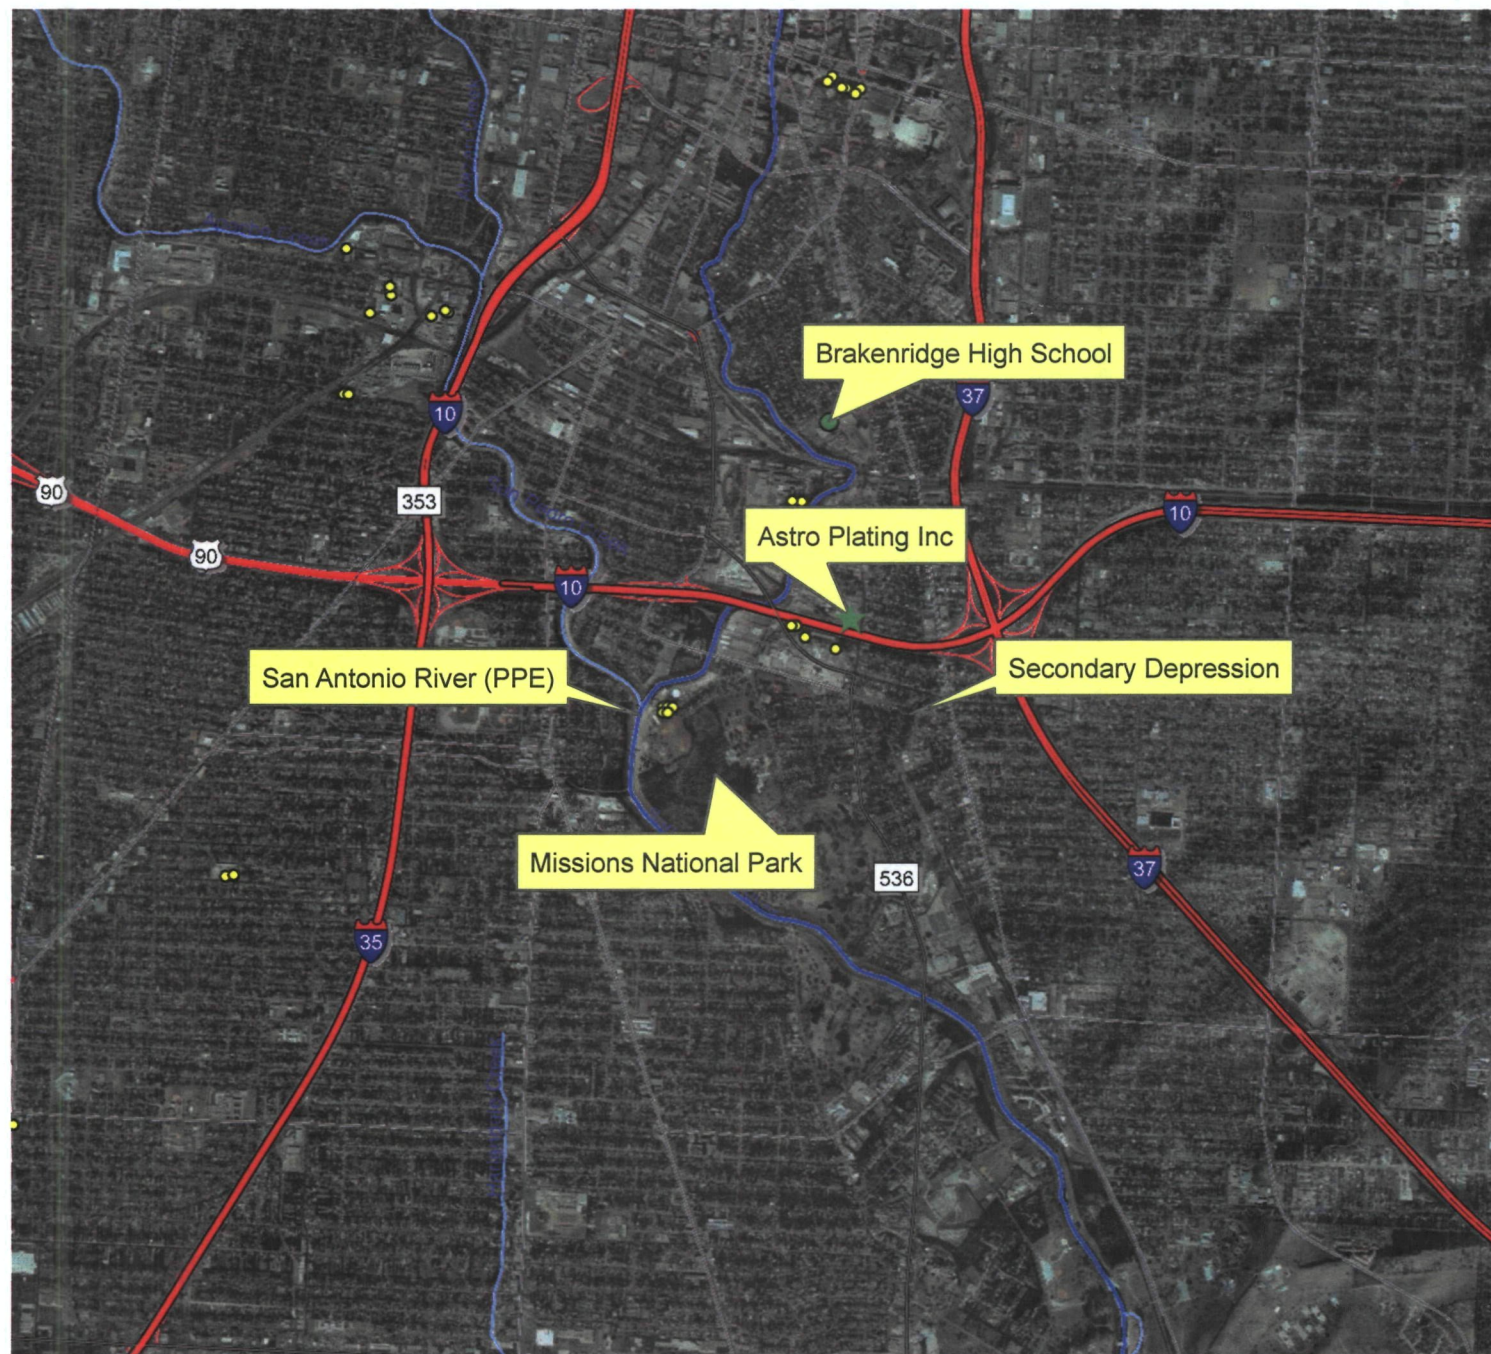 Brakenridge High School
37
10
90
353
10
Astro Plating Inc
90
10
San Antonio River (PPE)
Secondary Depression
Missions National Park
536
37
35